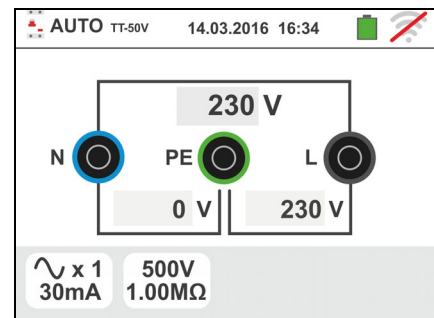 AUTO TT-50V 14.03.2016 16:34
230 V
N PE L
0 V 230 V
x 1 500V
30mA 1.00MΩ